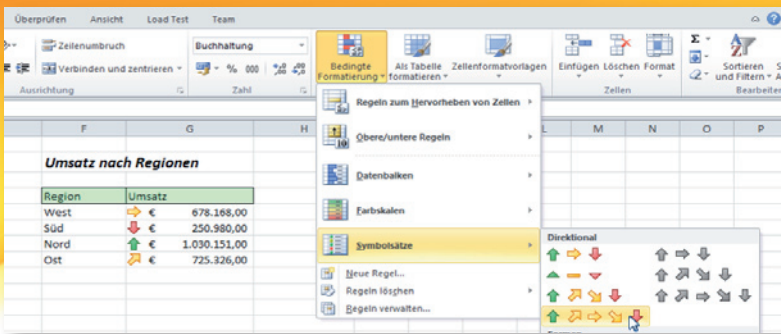 Überprüfen Ansicht Load Test Team
Zeilenumbruch
Buchhaltung
Verbinden und zentrieren
% 000
Ausrichtung
Zahl
Bedingte Formatierung
Als Tabelle formatieren
Zellenformatvorlagen
Einfügen Löschen Format
Zellen
Σ
Sortieren S
und Filtern A
Bearbeiten
F G H L M N O P
Umsatz nach Regionen
Region Umsatz
West € 678.168,00
Süd € 250.980,00
Nord € 1.030.151,00
Ost € 725.326,00
Regeln zum Hervorheben von Zellen
Obere/untere Regeln
Datenbalken
Farbskalen
Symbolsätze
Neue Regel...
Regeln löschen
Regeln verwalten...
Direktional